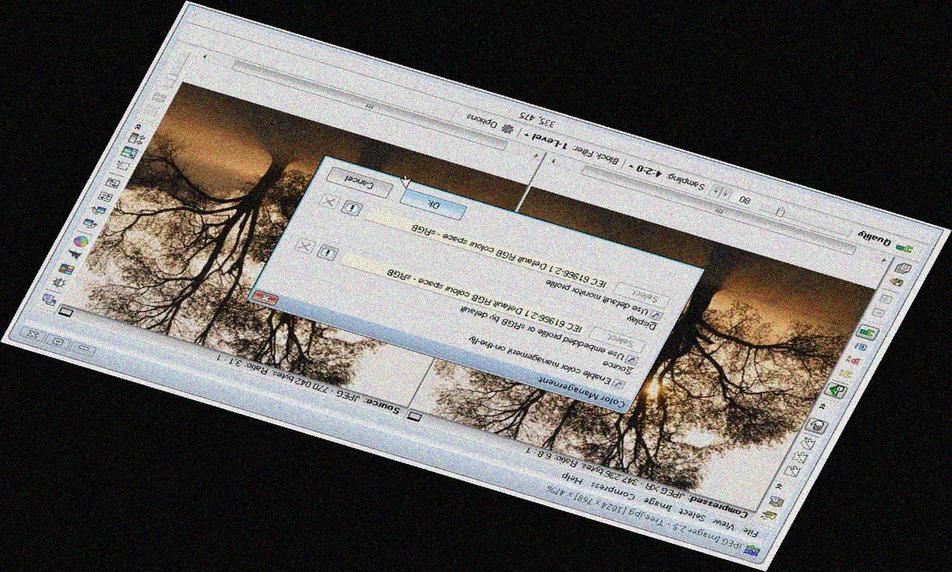 JPEG Imager 2.5 - Tree.jpg [1024 x 768] x 47%
File View Select Image Compress Help
Compressed: JPEG XR - 347 236 bytes Ratio: 6.8 : 1
Source: JPEG - 770 042 bytes Ratio: 3.1 : 1
Color Management
Enable color management on-the-fly
Source
Use embedded profile or sRGB by default
Select
IEC 61966-2.1 Default RGB colour space - sRGB
Display
Use default monitor profile
Select
IEC 61966-2.1 Default RGB colour space - sRGB
Ok
Cancel
Quality
80
Sampling: 4:2:0
Block Filter: 1-Level
Options
335, 475